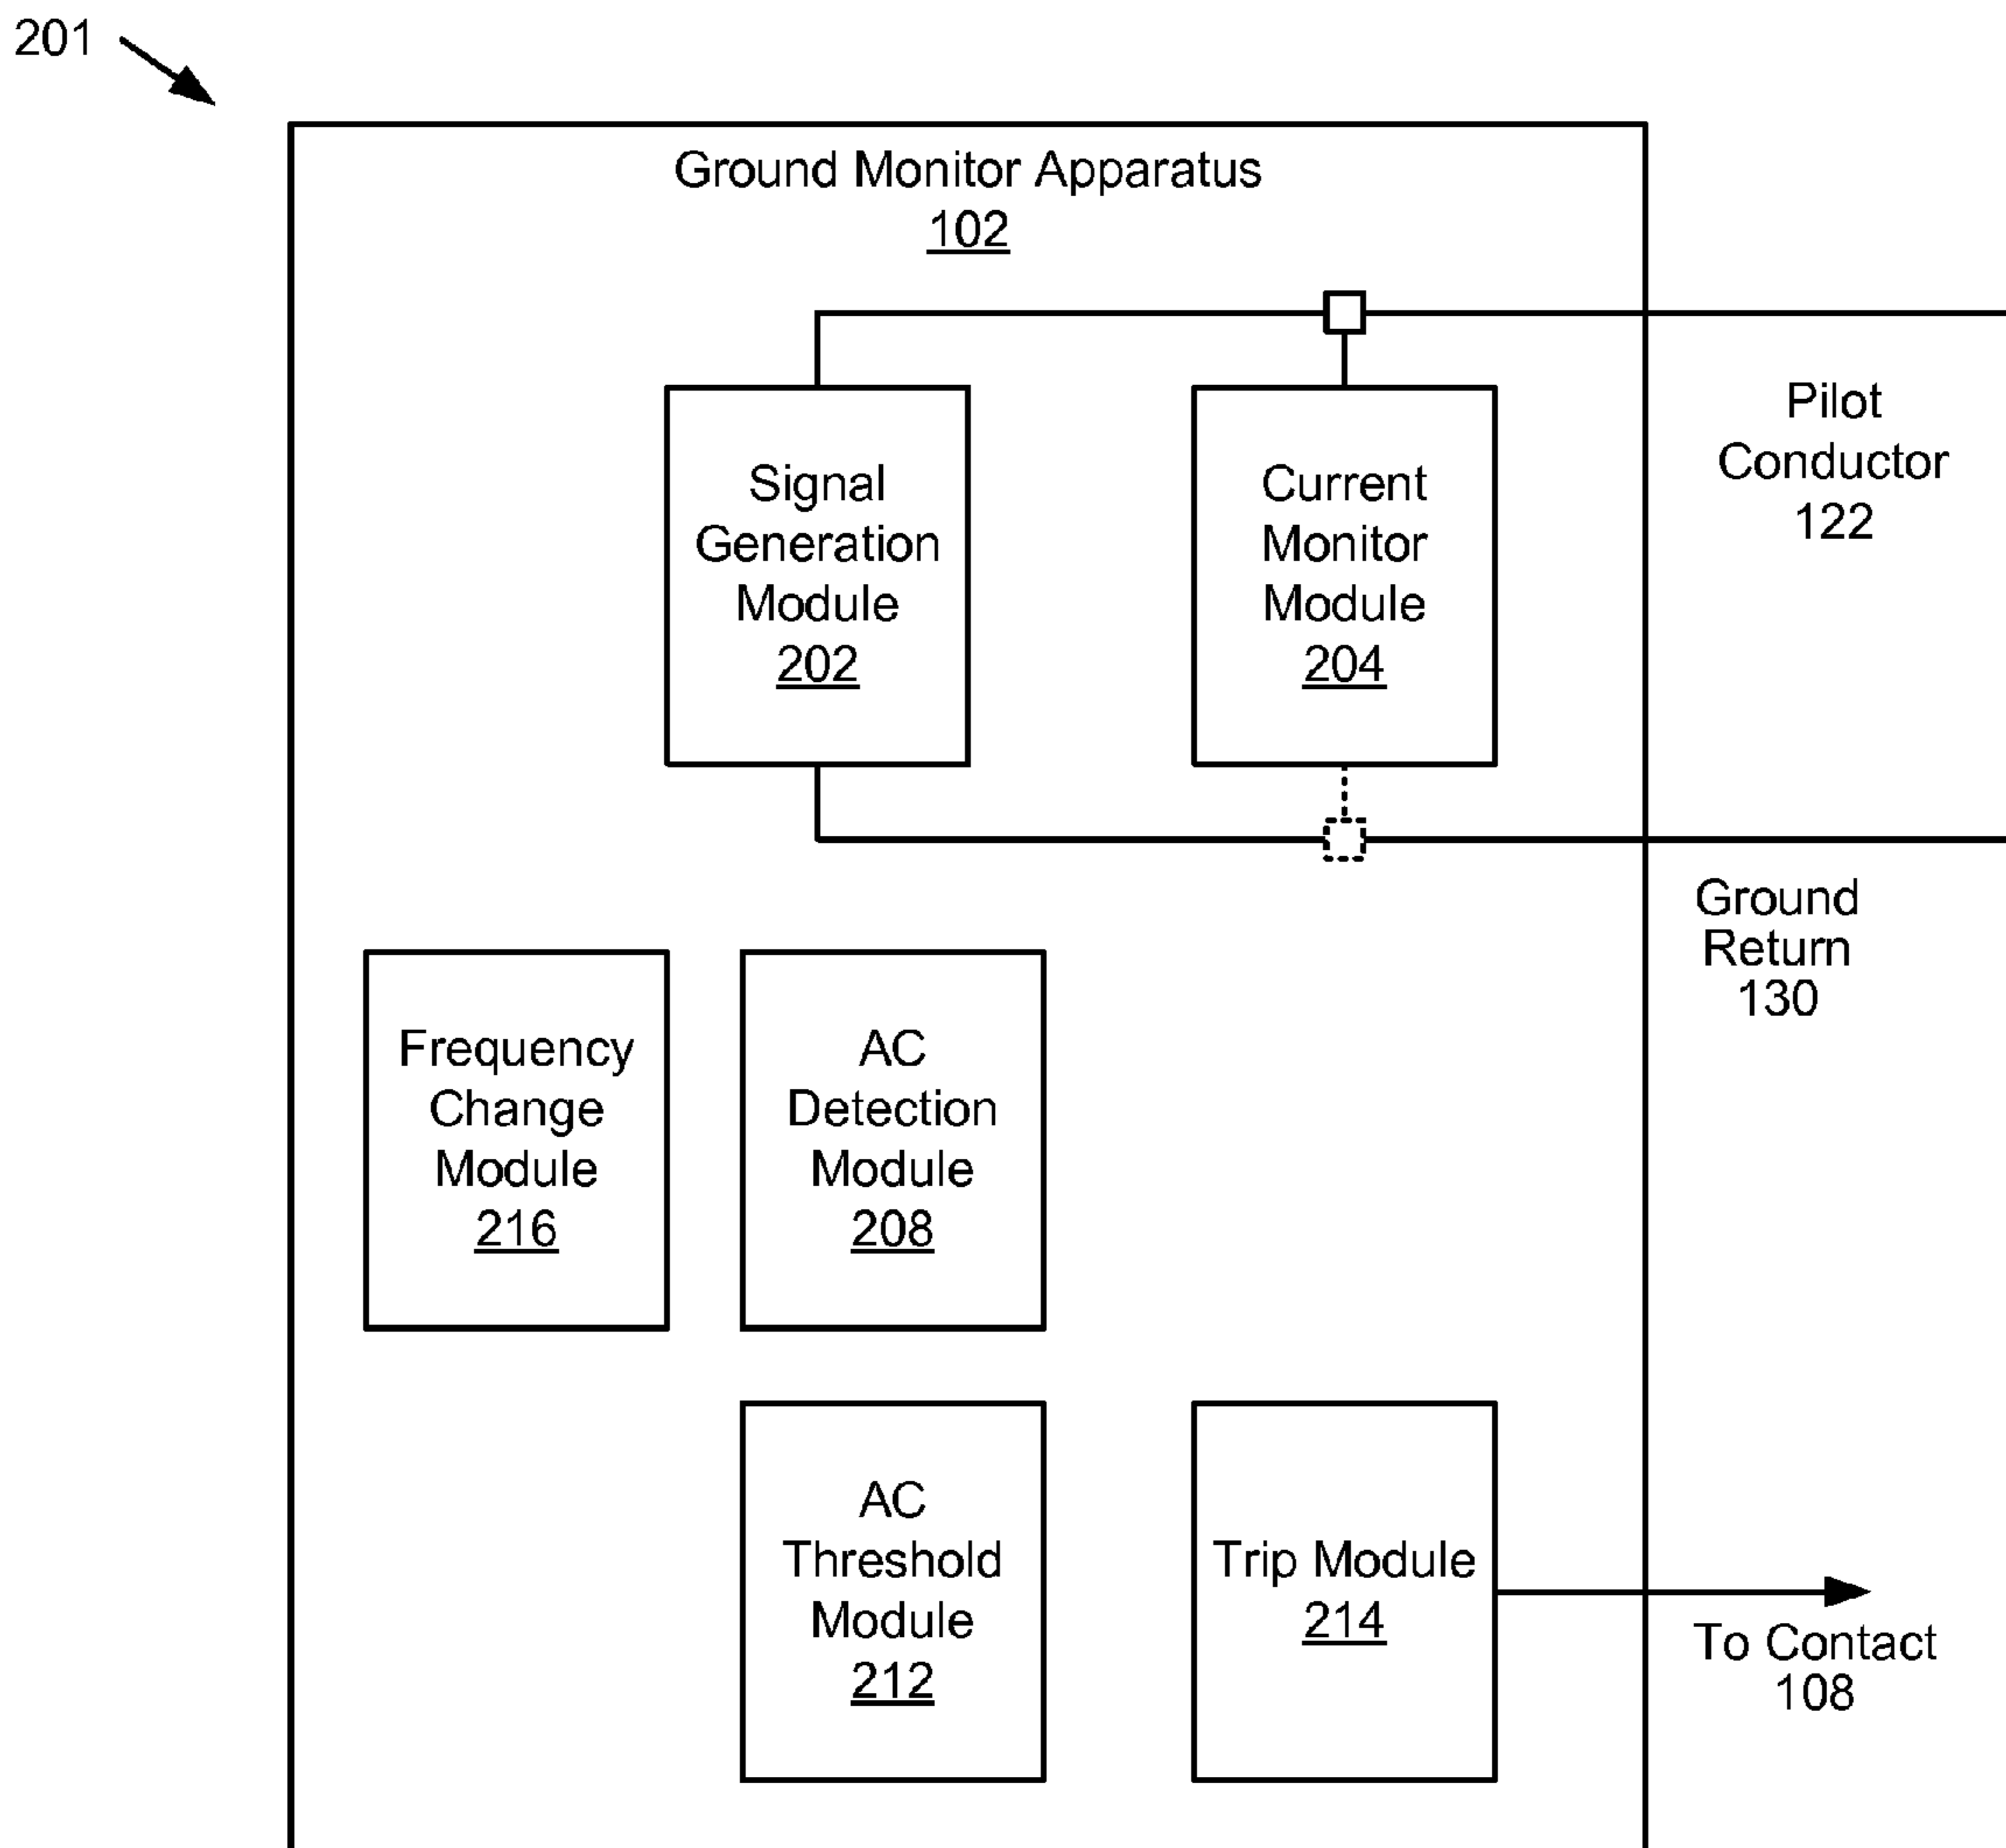 201
Ground Monitor Apparatus
102
Signal
Generation
Module
202
Current
Monitor
Module
204
Pilot
Conductor
122
Ground
Return
130
Frequency
Change
Module
216
AC
Detection
Module
208
AC
Threshold
Module
212
Trip Module
214
To Contact
108